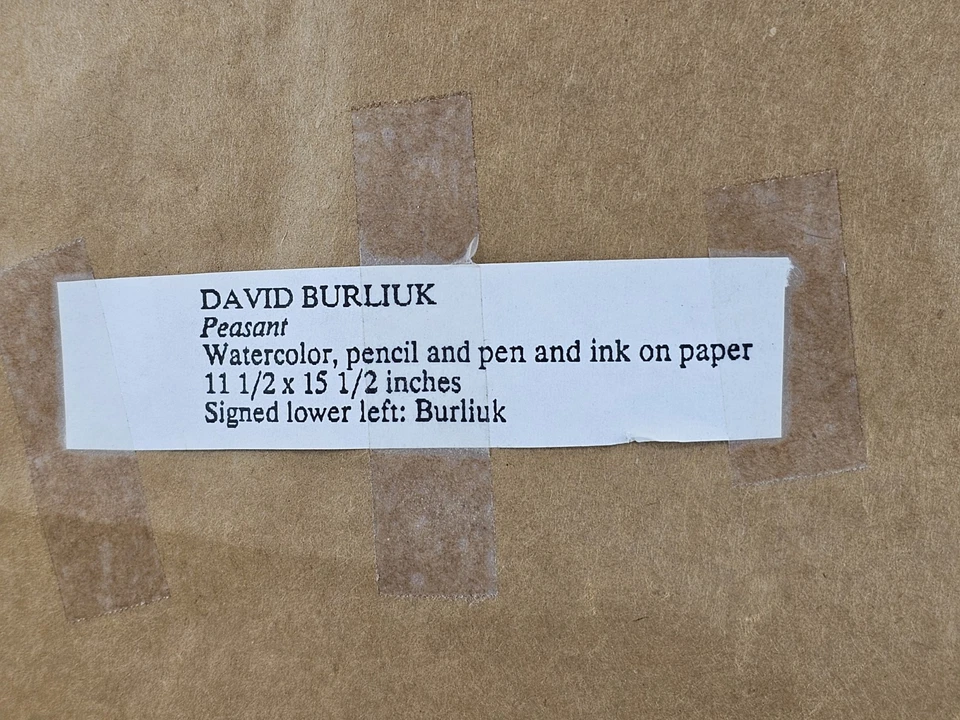 DAVID BURLIUK
Peasant
Watercolor, pencil and pen and ink on paper
11 1/2 x 15 1/2 inches
Signed lower left: Burliuk